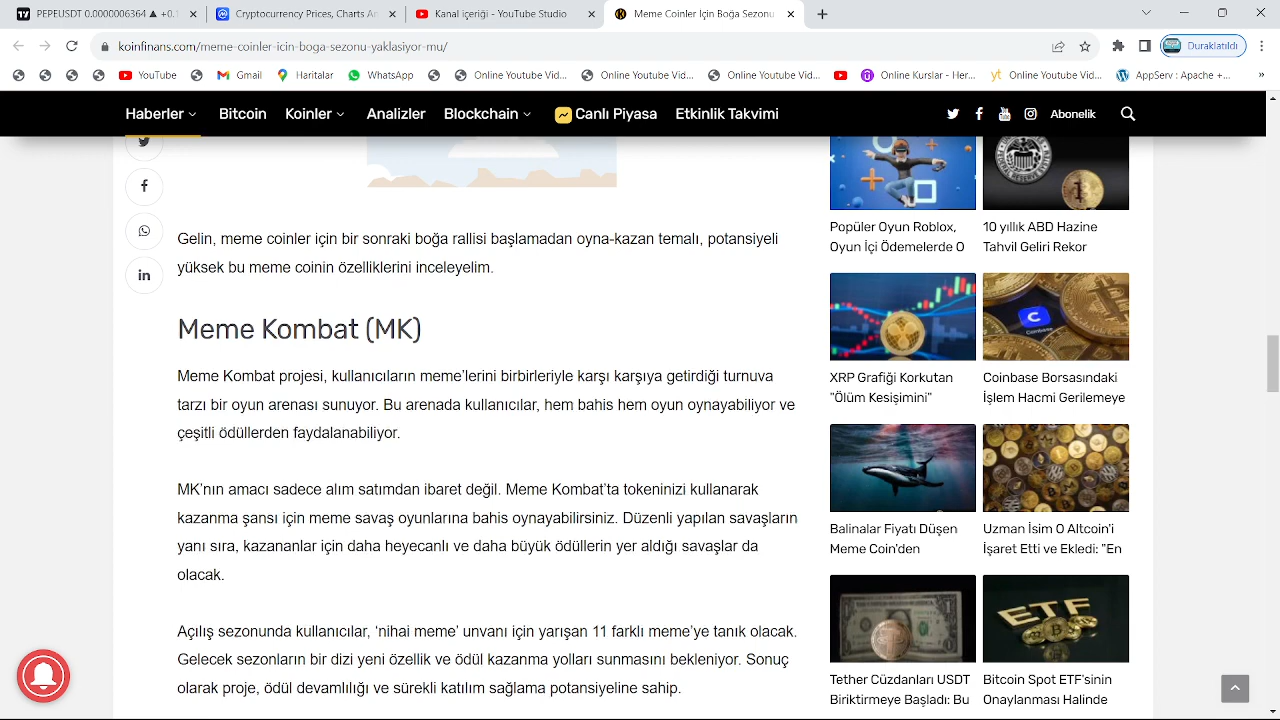 PEPEUSDT 0.0000006364 ▲ +0.1
Cryptocurrency Prices, Charts An
Kanal içeriği - YouTube Studio
Meme Coinler İçin Boğa Sezonu
koinfinans.com/meme-coinler-icin-boga-sezonu-yaklasiyor-mu/
Duraklatıldı
YouTube
Gmail
Haritalar
WhatsApp
Online Youtube Vid...
Online Youtube Vid...
Online Youtube Vid...
Online Kurslar - Her...
yt Online Youtube Vid...
AppServ : Apache +...
»
Haberler
Bitcoin
Koinler
Analizler
Blockchain
Canlı Piyasa
Etkinlik Takvimi
Abonelik
Gelin, meme coinler için bir sonraki boğa rallisi başlamadan oyna-kazan temalı, potansiyeli
yüksek bu meme coinin özelliklerini inceleyelim.
Meme Kombat (MK)
Meme Kombat projesi, kullanıcıların meme’lerini birbirleriyle karşı karşıya getirdiği turnuva
tarzı bir oyun arenası sunuyor. Bu arenada kullanıcılar, hem bahis hem oyun oynayabiliyor ve
çeşitli ödüllerden faydalanabiliyor.
MK’nın amacı sadece alım satımdan ibaret değil. Meme Kombat’ta tokeninizi kullanarak
kazanma şansı için meme savaş oyunlarına bahis oynayabilirsiniz. Düzenli yapılan savaşların
yanı sıra, kazananlar için daha heyecanlı ve daha büyük ödüllerin yer aldığı savaşlar da
olacak.
Açılış sezonunda kullanıcılar, ‘nihai meme’ unvanı için yarışan 11 farklı meme’ye tanık olacak.
Gelecek sezonların bir dizi yeni özellik ve ödül kazanma yolları sunmasını bekleniyor. Sonuç
olarak proje, ödül devamlılığı ve sürekli katılım sağlama potansiyeline sahip.
Popüler Oyun Roblox,
Oyun İçi Ödemelerde O
10 yıllık ABD Hazine
Tahvil Geliri Rekor
Coinbase
XRP Grafiği Korkutan
"Ölüm Kesişimini"
Coinbase Borsasındaki
İşlem Hacmi Gerilemeye
Balinalar Fiyatı Düşen
Meme Coin'den
Uzman İsim O Altcoin'i
İşaret Etti ve Ekledi: "En
ETF
Tether Cüzdanları USDT
Biriktirmeye Başladı: Bu
Bitcoin Spot ETF'sinin
Onaylanması Halinde